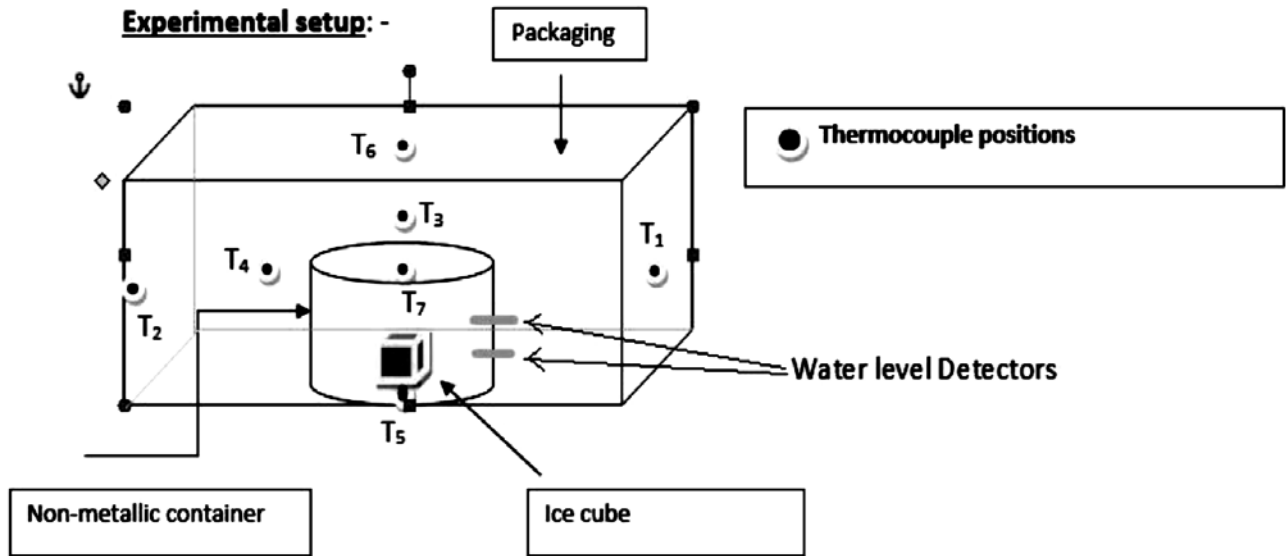 Experimental setup: -
Packaging
Thermocouple positions
T₆
T₃
T₁
T₄
T₇
T₂
Water level Detectors
T₅
Non-metallic container
Ice cube